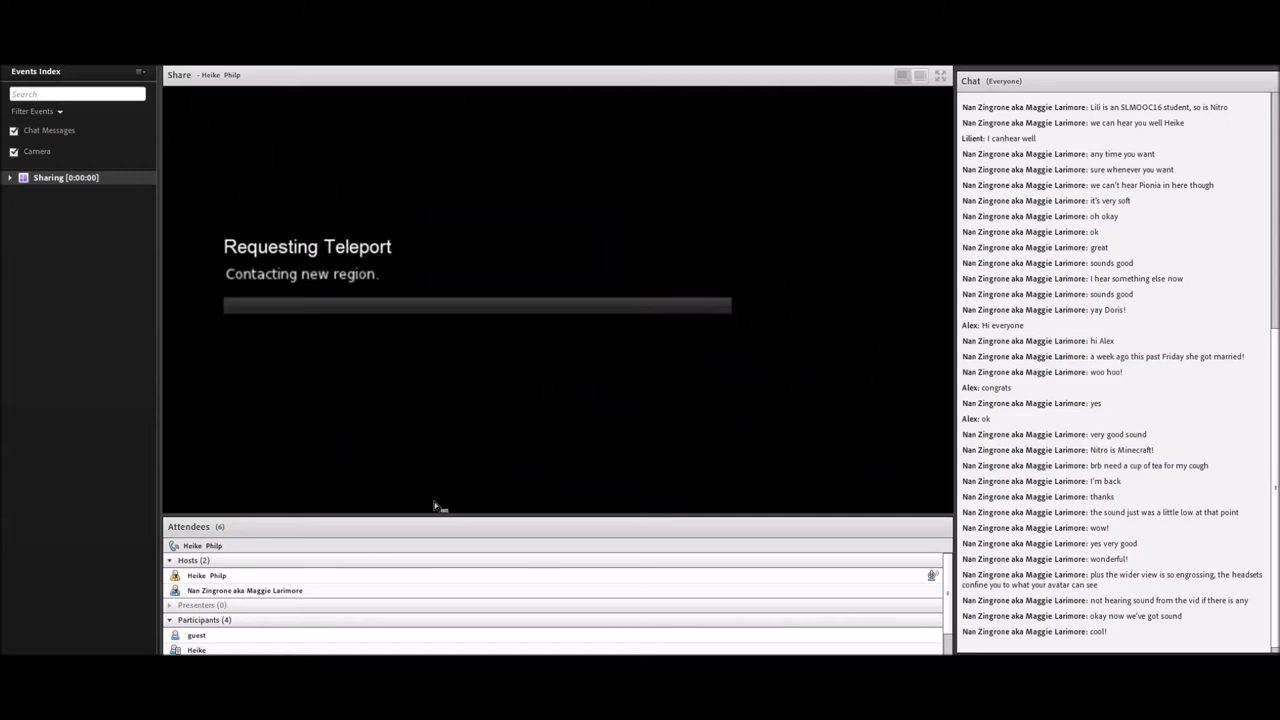 Events Index
Search
Filter Events
Chat Messages
Camera
Sharing [0:00:00]
Share - Heike Philp
Requesting Teleport
Contacting new region.
Attendees (6)
Heike Philp
Hosts (2)
Heike Philp
Nan Zingrone aka Maggie Larimore
Presenters (0)
Participants (4)
guest
Heike
Chat (Everyone)
Nan Zingrone aka Maggie Larimore: Lili is an SLMOOC16 student, so is Nitro
Nan Zingrone aka Maggie Larimore: we can hear you well Heike
Lilient: I canhear well
Nan Zingrone aka Maggie Larimore: any time you want
Nan Zingrone aka Maggie Larimore: sure whenever you want
Nan Zingrone aka Maggie Larimore: we can't hear Pionia in here though
Nan Zingrone aka Maggie Larimore: it's very soft
Nan Zingrone aka Maggie Larimore: oh okay
Nan Zingrone aka Maggie Larimore: ok
Nan Zingrone aka Maggie Larimore: great
Nan Zingrone aka Maggie Larimore: sounds good
Nan Zingrone aka Maggie Larimore: I hear something else now
Nan Zingrone aka Maggie Larimore: sounds good
Nan Zingrone aka Maggie Larimore: yay Doris!
Alex: Hi everyone
Nan Zingrone aka Maggie Larimore: hi Alex
Nan Zingrone aka Maggie Larimore: a week ago this past Friday she got married!
Nan Zingrone aka Maggie Larimore: woo hoo!
Alex: congrats
Nan Zingrone aka Maggie Larimore: yes
Alex: ok
Nan Zingrone aka Maggie Larimore: very good sound
Nan Zingrone aka Maggie Larimore: Nitro is Minecraft!
Nan Zingrone aka Maggie Larimore: brb need a cup of tea for my cough
Nan Zingrone aka Maggie Larimore: I'm back
Nan Zingrone aka Maggie Larimore: thanks
Nan Zingrone aka Maggie Larimore: the sound just was a little low at that point
Nan Zingrone aka Maggie Larimore: wow!
Nan Zingrone aka Maggie Larimore: yes very good
Nan Zingrone aka Maggie Larimore: wonderful!
Nan Zingrone aka Maggie Larimore: plus the wider view is so engrossing, the headsets
confine you to what your avatar can see
Nan Zingrone aka Maggie Larimore: not hearing sound from the vid if there is any
Nan Zingrone aka Maggie Larimore: okay now we've got sound
Nan Zingrone aka Maggie Larimore: cool!